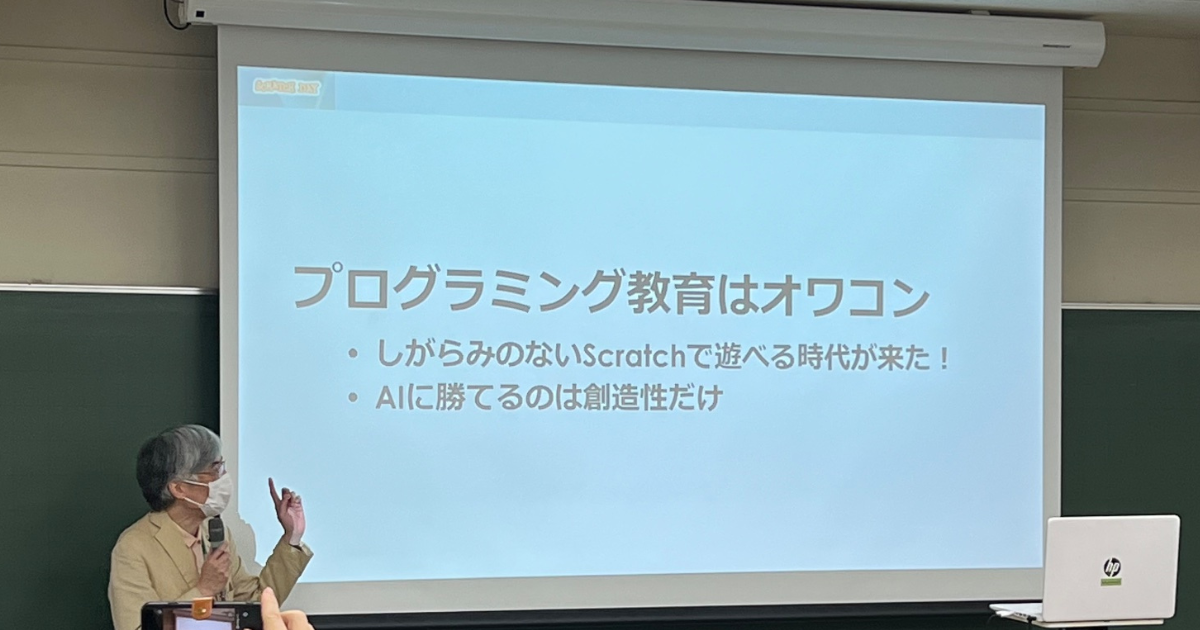 プログラミング教育はオワコン
• しがらみのないScratchで遊べる時代が来た！
• AIに勝てるのは創造性だけ
hp